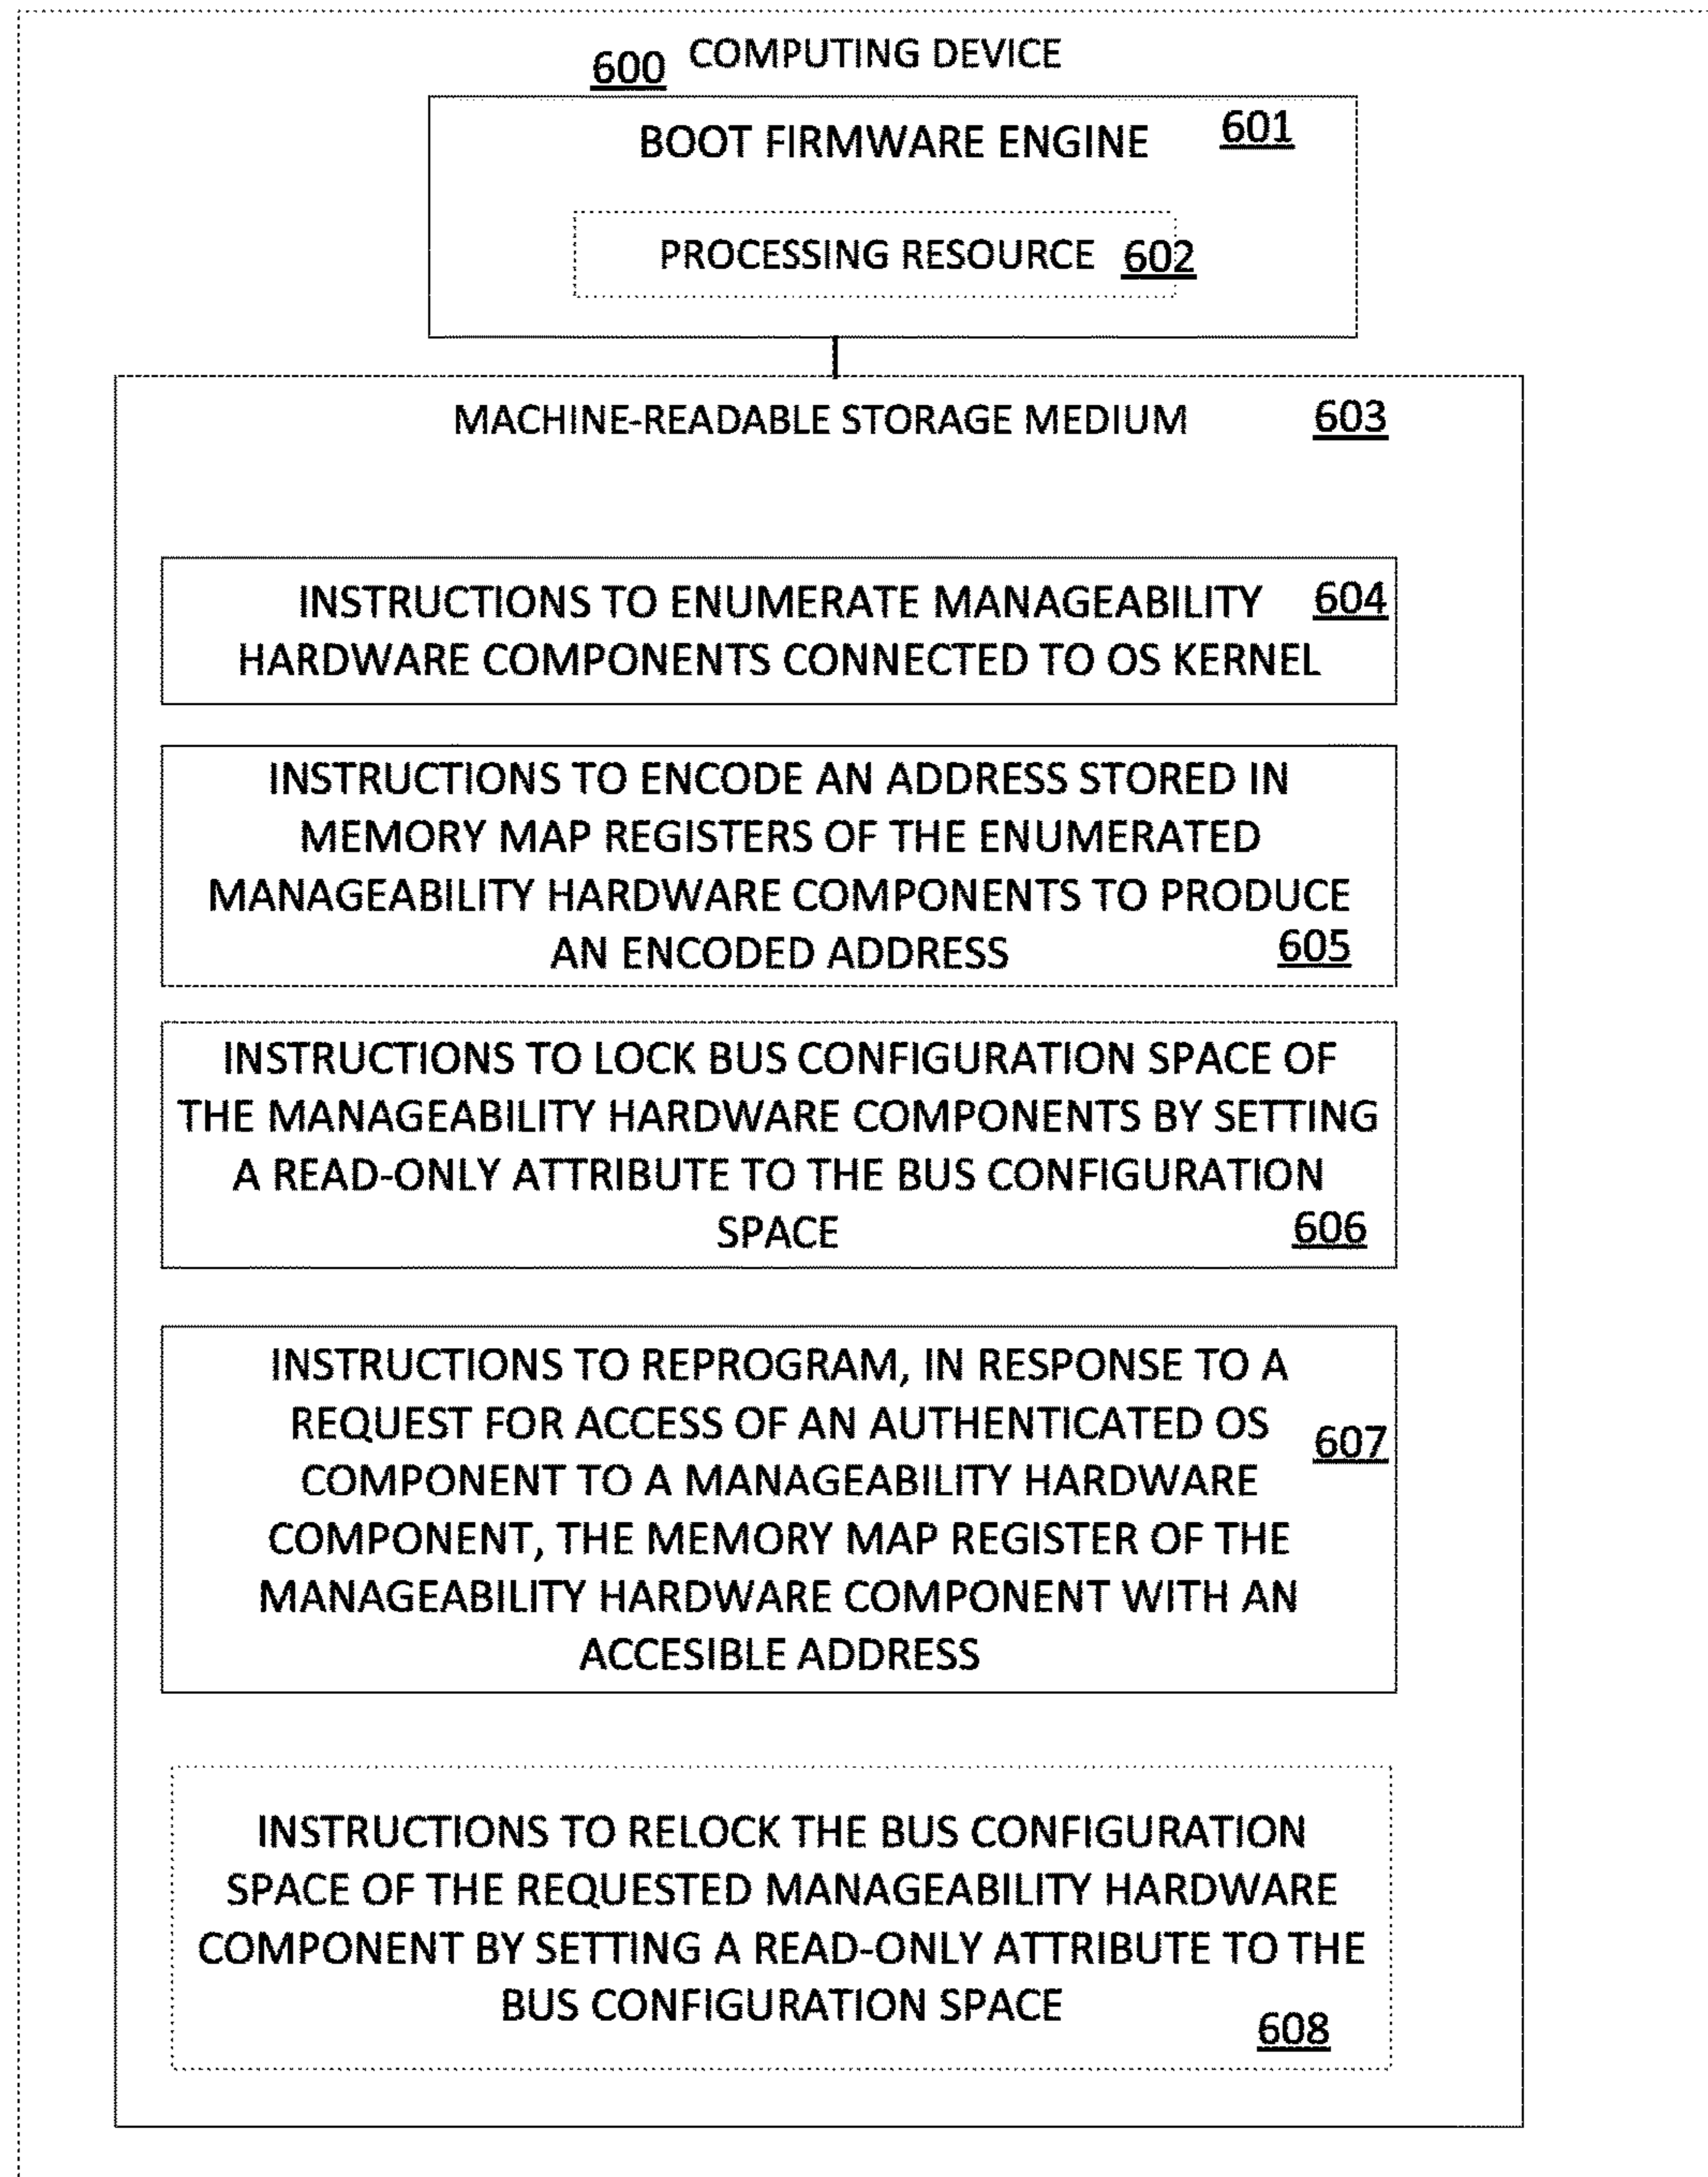 600 COMPUTING DEVICE
BOOT FIRMWARE ENGINE 601
PROCESSING RESOURCE 602
MACHINE-READABLE STORAGE MEDIUM 603
INSTRUCTIONS TO ENUMERATE MANAGEABILITY 604
HARDWARE COMPONENTS CONNECTED TO OS KERNEL
INSTRUCTIONS TO ENCODE AN ADDRESS STORED IN
MEMORY MAP REGISTERS OF THE ENUMERATED
MANAGEABILITY HARDWARE COMPONENTS TO PRODUCE
AN ENCODED ADDRESS 605
INSTRUCTIONS TO LOCK BUS CONFIGURATION SPACE OF
THE MANAGEABILITY HARDWARE COMPONENTS BY SETTING
A READ-ONLY ATTRIBUTE TO THE BUS CONFIGURATION
SPACE 606
INSTRUCTIONS TO REPROGRAM, IN RESPONSE TO A
REQUEST FOR ACCESS OF AN AUTHENTICATED OS 607
COMPONENT TO A MANAGEABILITY HARDWARE
COMPONENT, THE MEMORY MAP REGISTER OF THE
MANAGEABILITY HARDWARE COMPONENT WITH AN
ACCESIBLE ADDRESS
INSTRUCTIONS TO RELOCK THE BUS CONFIGURATION
SPACE OF THE REQUESTED MANAGEABILITY HARDWARE
COMPONENT BY SETTING A READ-ONLY ATTRIBUTE TO THE
BUS CONFIGURATION SPACE
608